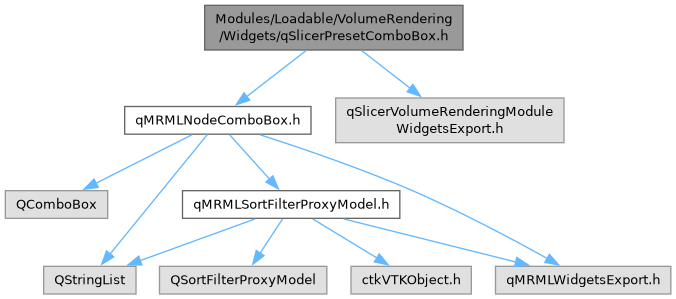 Modules/Loadable/VolumeRendering
/Widgets/qSlicerPresetComboBox.h
qMRMLNodeComboBox.h
qSlicerVolumeRenderingModule
WidgetsExport.h
QComboBox
qMRMLSortFilterProxyModel.h
QStringList
QSortFilterProxyModel
ctkVTKObject.h
qMRMLWidgetsExport.h